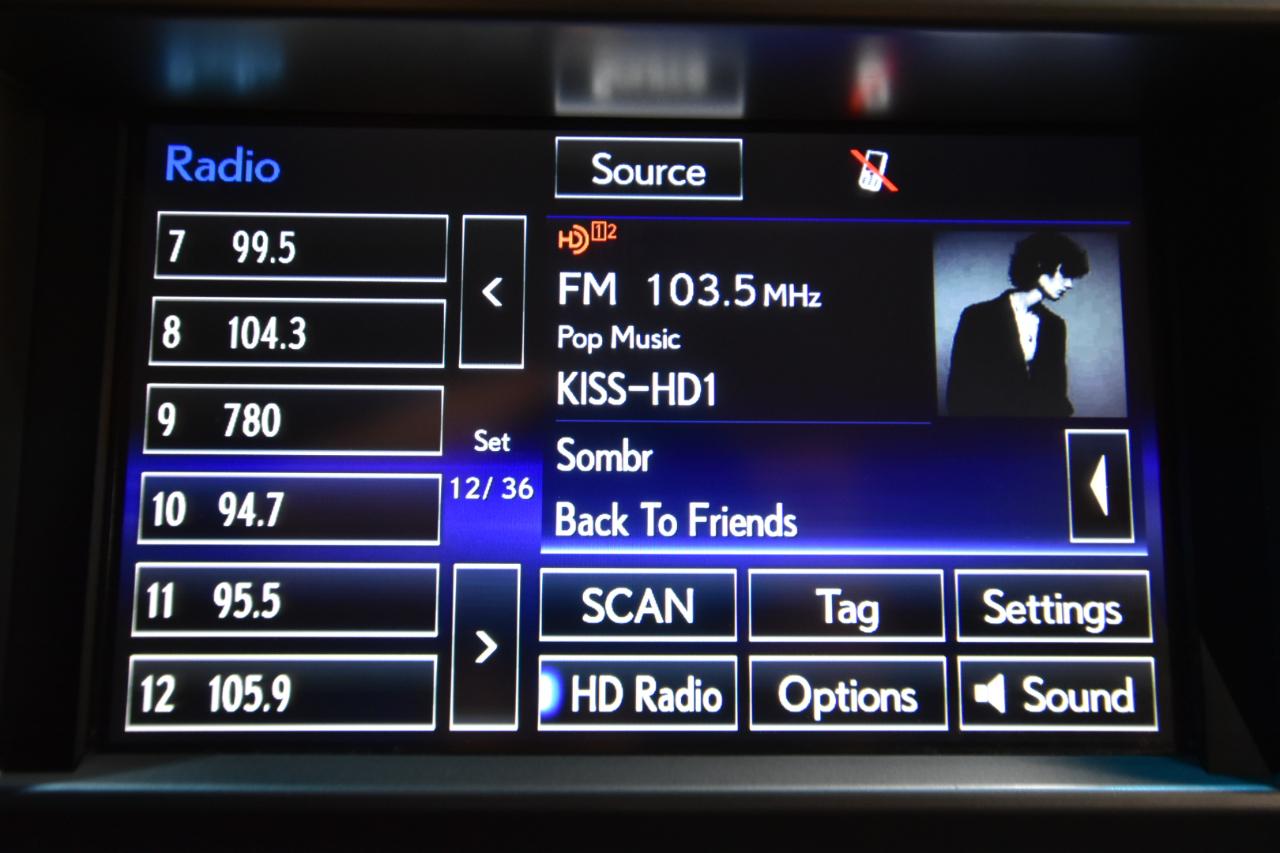 Radio
Source
7 99.5
8 104.3
9 780
10 94.7
11 95.5
12 105.9
<
Set
12/ 36
>
HD 1 2
FM 103.5 MHz
Pop Music
KISS-HD1
Sombr
Back To Friends
SCAN
Tag
Settings
HD Radio
Options
Sound